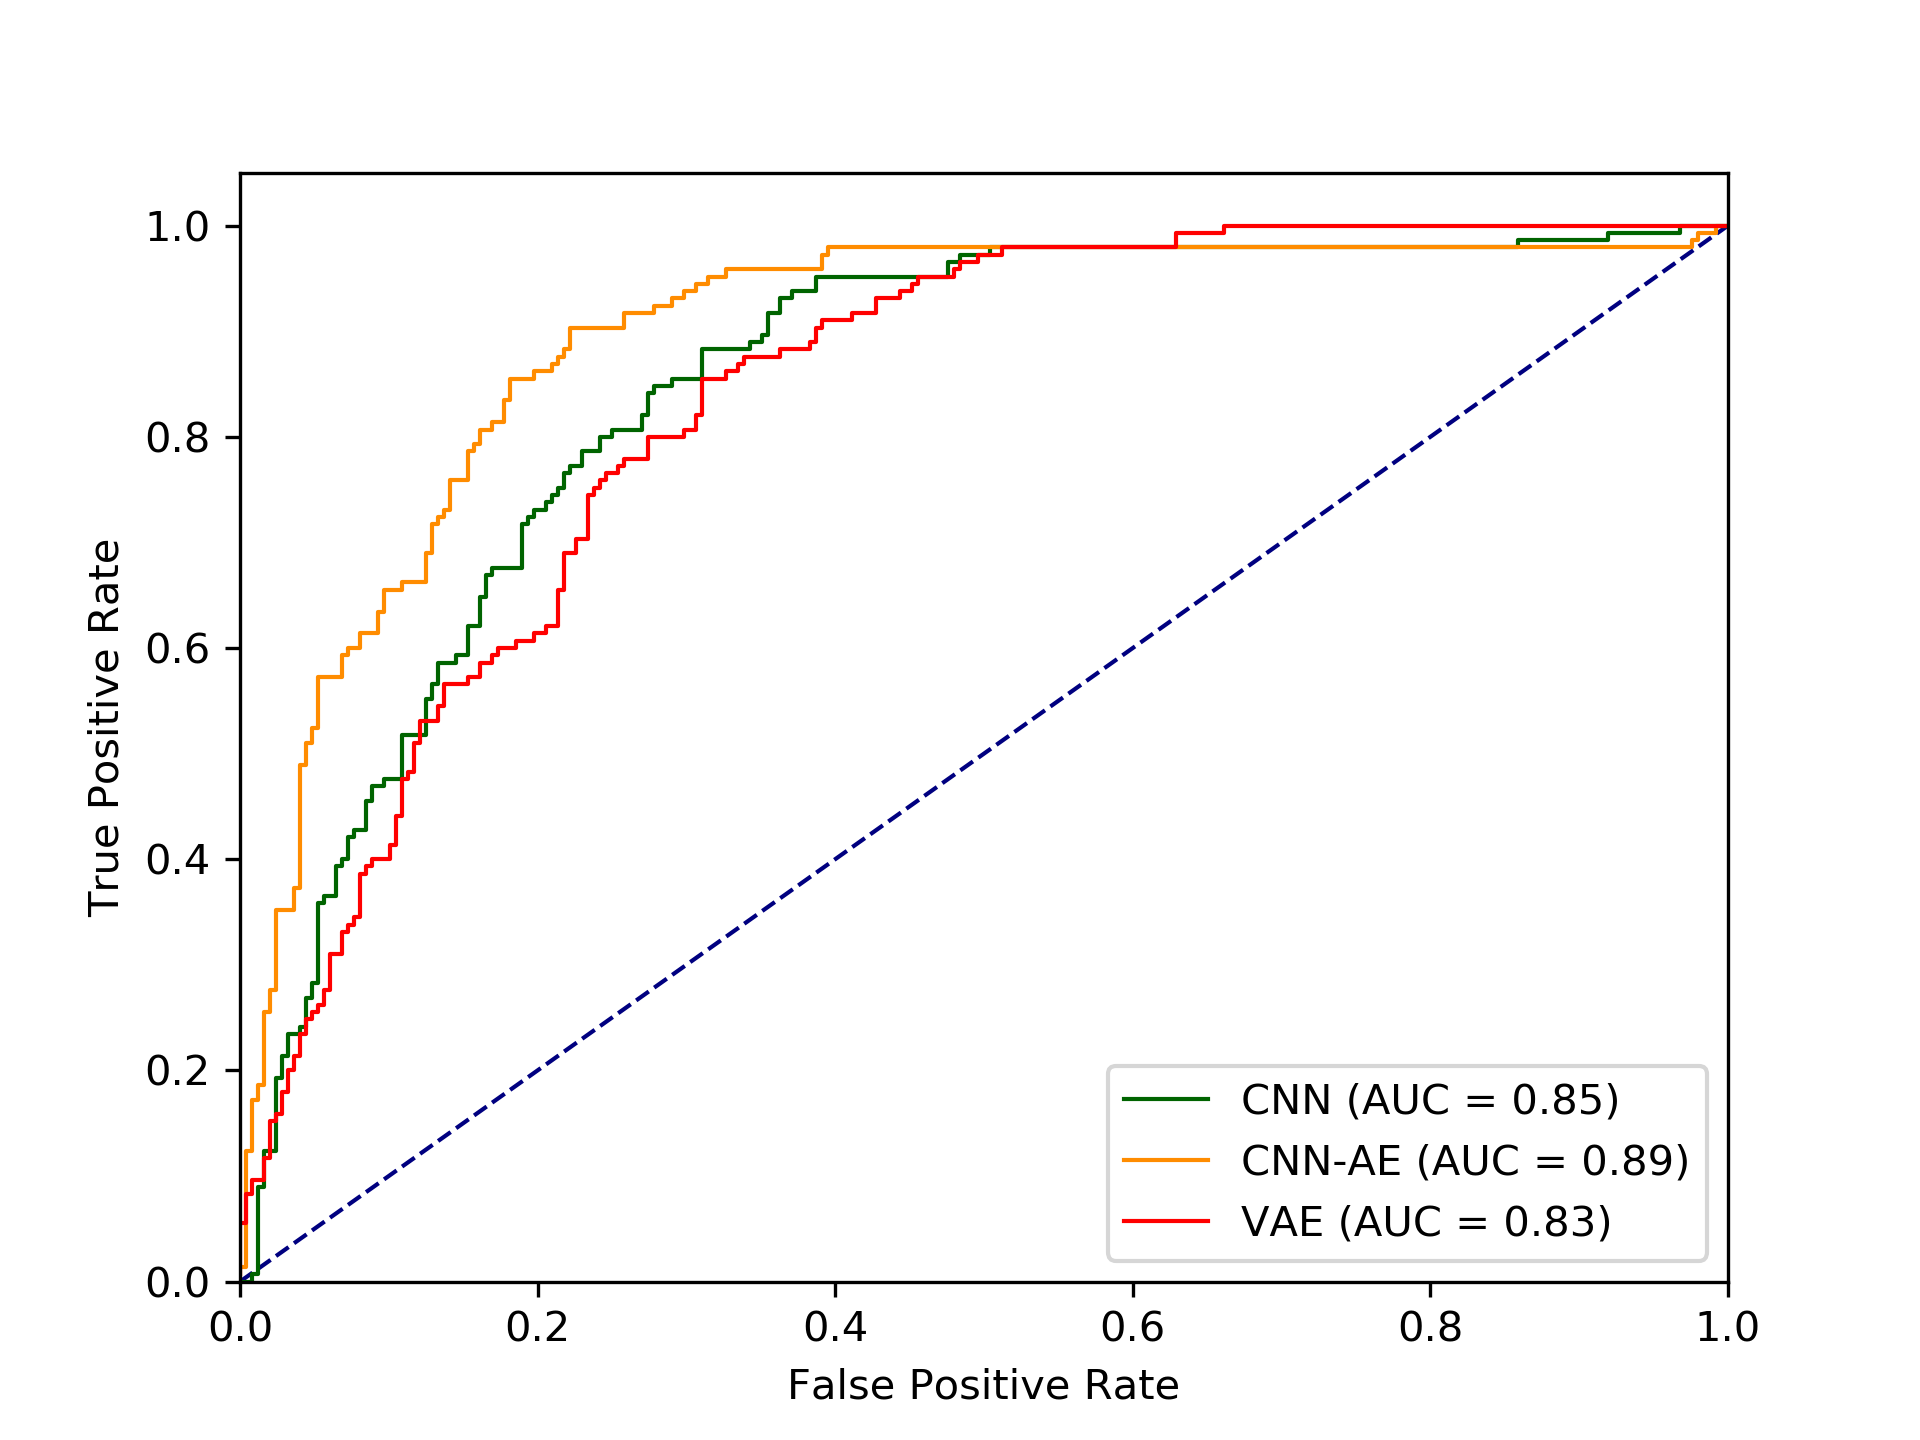 1.0
0.8
0.6
0.4
0.2
0.0
True Positive Rate
0.0 0.2 0.4 0.6 0.8 1.0
False Positive Rate
CNN (AUC = 0.85)
CNN-AE (AUC = 0.89)
VAE (AUC = 0.83)